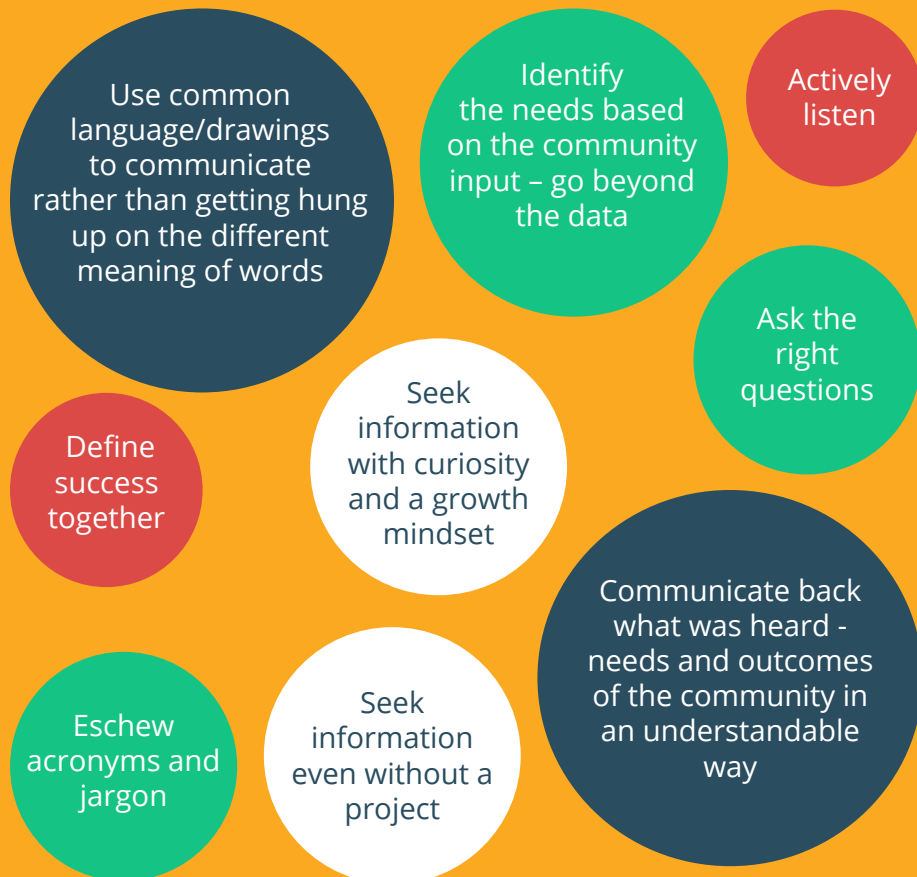 Use common
language/drawings
to communicate
rather than getting hung
up on the different
meaning of words
Identify
the needs based
on the community
input – go beyond
the data
Actively
listen
Ask the
right
questions
Seek
information
with curiosity
and a growth
mindset
Define
success
together
Communicate back
what was heard -
needs and outcomes
of the community in
an understandable
way
Eschew
acronyms and
jargon
Seek
information
even without a
project